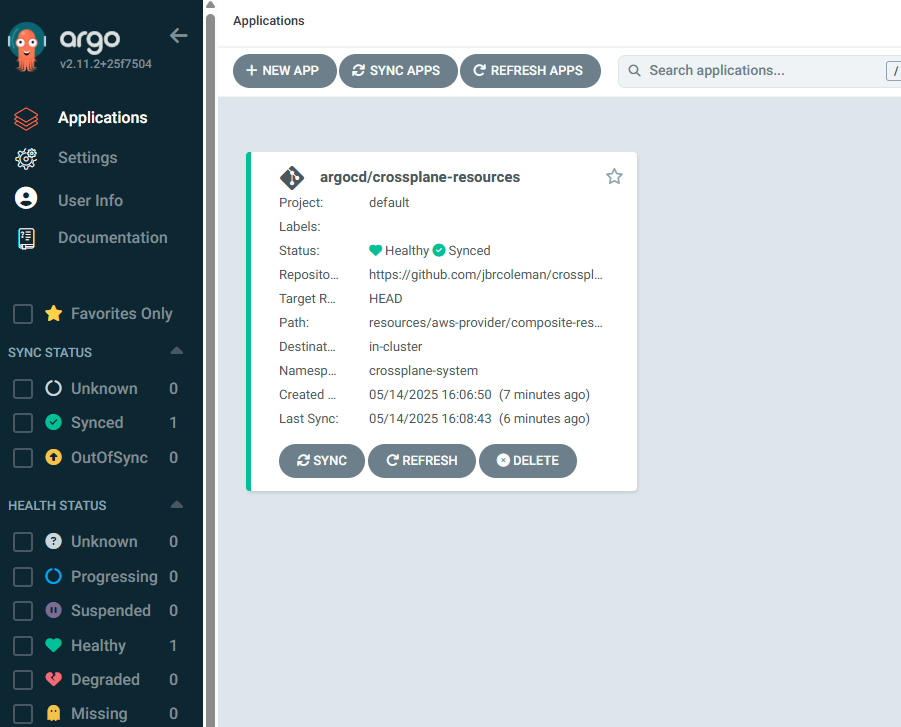 argo
v2.11.2+25f7504
Applications
Settings
User Info
Documentation
Favorites Only
SYNC STATUS
Unknown 0
Synced 1
OutOfSync 0
HEALTH STATUS
Unknown 0
Progressing 0
Suspended 0
Healthy 1
Degraded 0
Missing 0
Applications
+ NEW APP SYNC APPS REFRESH APPS Search applications... /
argocd/crossplane-resources
Project: default
Labels:
Status: Healthy Synced
Reposito... https://github.com/jbrcoleman/crosspl...
Target R... HEAD
Path: resources/aws-provider/composite-res...
Destinat... in-cluster
Namesp... crossplane-system
Created ... 05/14/2025 16:06:50 (7 minutes ago)
Last Sync: 05/14/2025 16:08:43 (6 minutes ago)
SYNC REFRESH DELETE